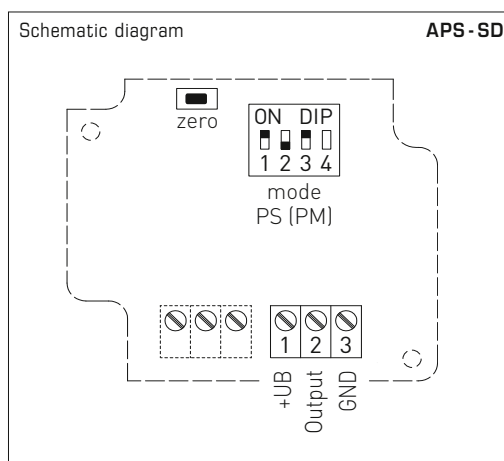 Schematic diagram APS-SD
zero
ON DIP
1 2 3 4
mode
PS (PM)
1 2 3
+UB
Output
GND